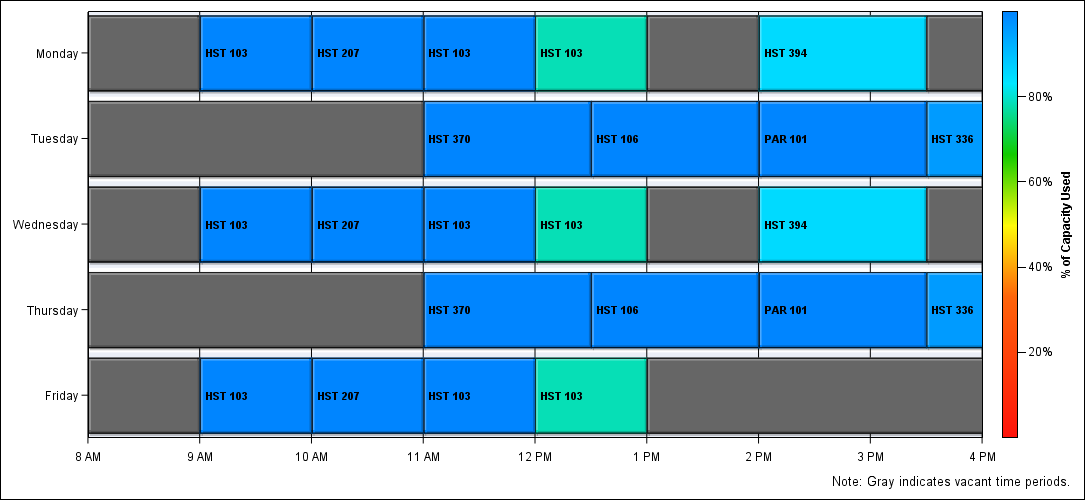 Monday HST 103 HST 207 HST 103 HST 103 HST 394
80%
Tuesday HST 370 HST 106 PAR 101 HST 336
60%
Wednesday HST 103 HST 207 HST 103 HST 103 HST 394
% of Capacity Used
40%
Thursday HST 370 HST 106 PAR 101 HST 336
20%
Friday HST 103 HST 207 HST 103 HST 103
8 AM 9 AM 10 AM 11 AM 12 PM 1 PM 2 PM 3 PM 4 PM
Note: Gray indicates vacant time periods.